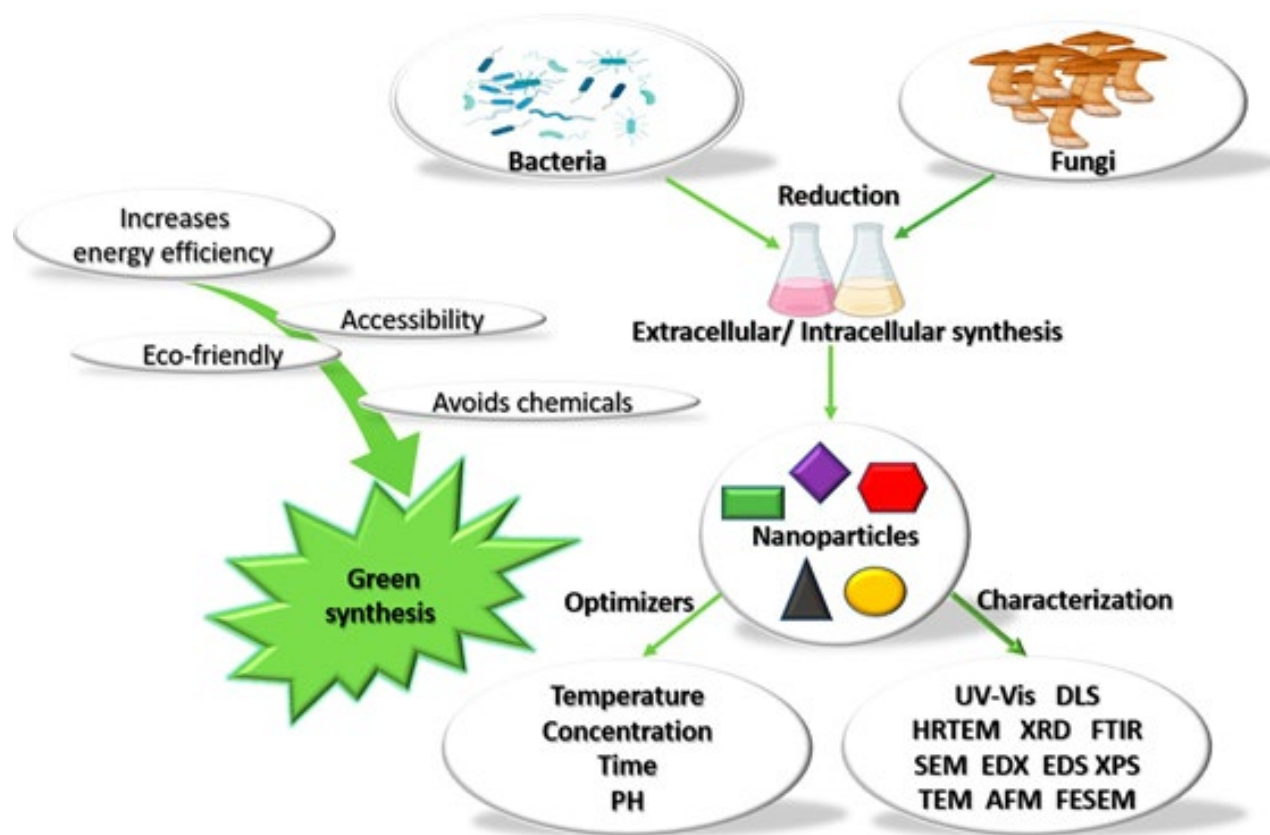 Bacteria
Fungi
Reduction
Extracellular/ Intracellular synthesis
Increases
energy efficiency
Accessibility
Eco-friendly
Avoids chemicals
Green
synthesis
Nanoparticles
Optimizers
Characterization
Temperature
Concentration
Time
PH
UV-Vis DLS
HRTEM XRD FTIR
SEM EDX EDS XPS
TEM AFM FESEM